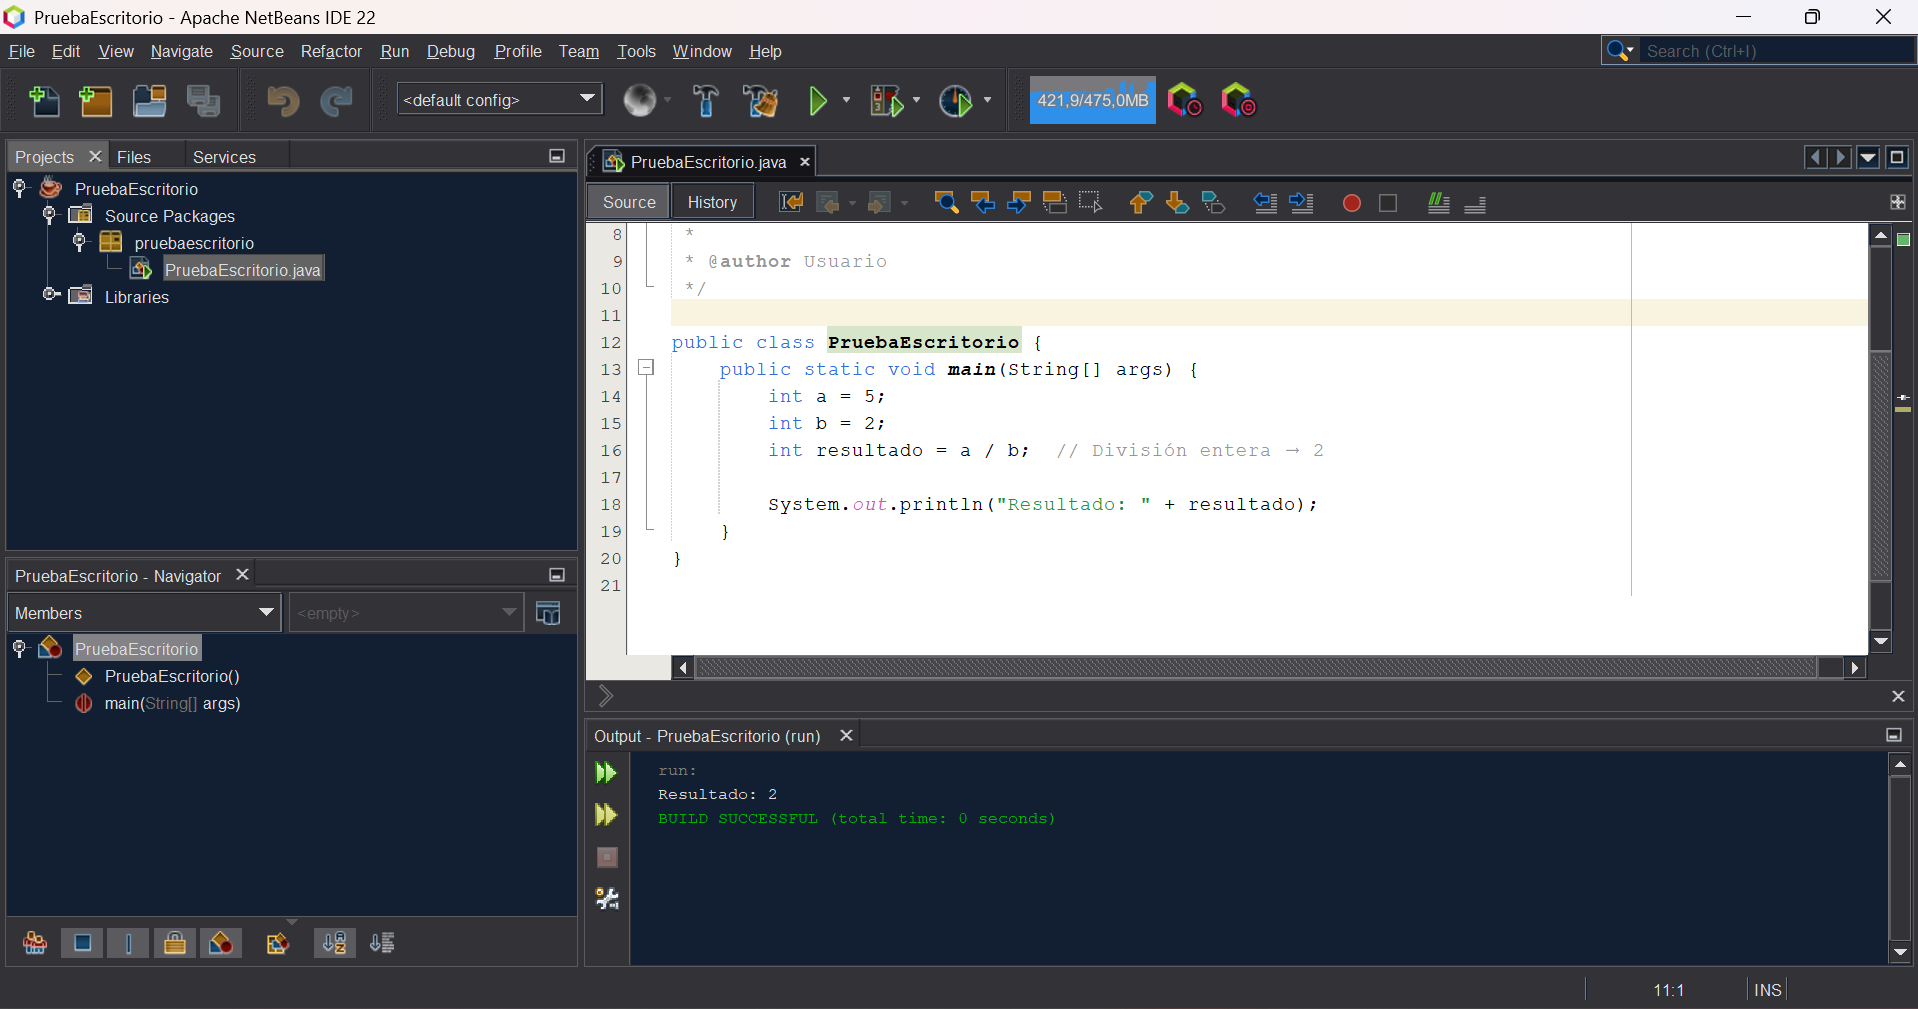 PruebaEscritorio - Apache NetBeans IDE 22
File Edit View Navigate Source Refactor Run Debug Profile Team Tools Window Help
Search (Ctrl+I)
<default config>
421,9/475,0MB
Projects Files Services
PruebaEscritorio
Source Packages
pruebaescritorio
PruebaEscritorio.java
Libraries
PruebaEscritorio - Navigator
Members <empty>
PruebaEscritorio
PruebaEscritorio()
main(String[] args)
PruebaEscritorio.java
Source History
8 *
9 * @author Usuario
10 */
11
12 public class PruebaEscritorio {
13 public static void main(String[] args) {
14 int a = 5;
15 int b = 2;
16 int resultado = a / b; // División entera → 2
17
18 System.out.println("Resultado: " + resultado);
19 }
20 }
21
Output - PruebaEscritorio (run)
run:
Resultado: 2
BUILD SUCCESSFUL (total time: 0 seconds)
11:1 INS